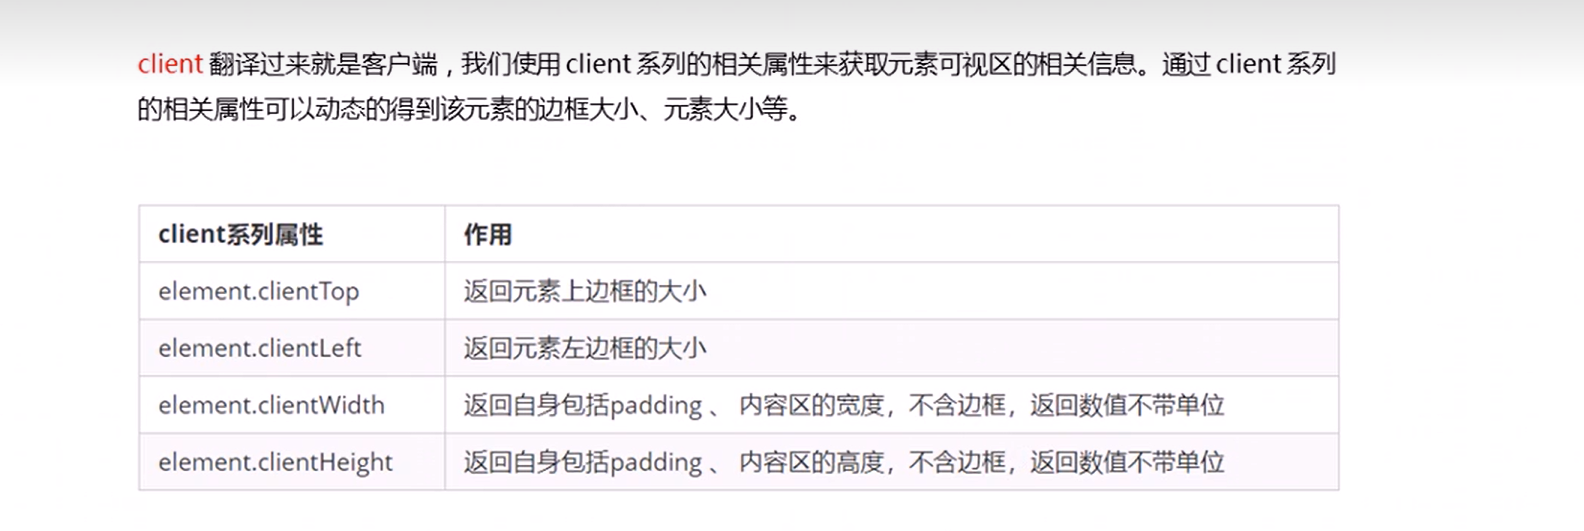 client 翻译过来就是客户端，我们使用 client 系列的相关属性来获取元素可视区的相关信息。通过 client 系列
的相关属性可以动态的得到该元素的边框大小、元素大小等。
client系列属性 作用
element.clientTop 返回元素上边框的大小
element.clientLeft 返回元素左边框的大小
element.clientWidth 返回自身包括padding 、 内容区的宽度，不含边框，返回数值不带单位
element.clientHeight 返回自身包括padding 、 内容区的高度，不含边框，返回数值不带单位